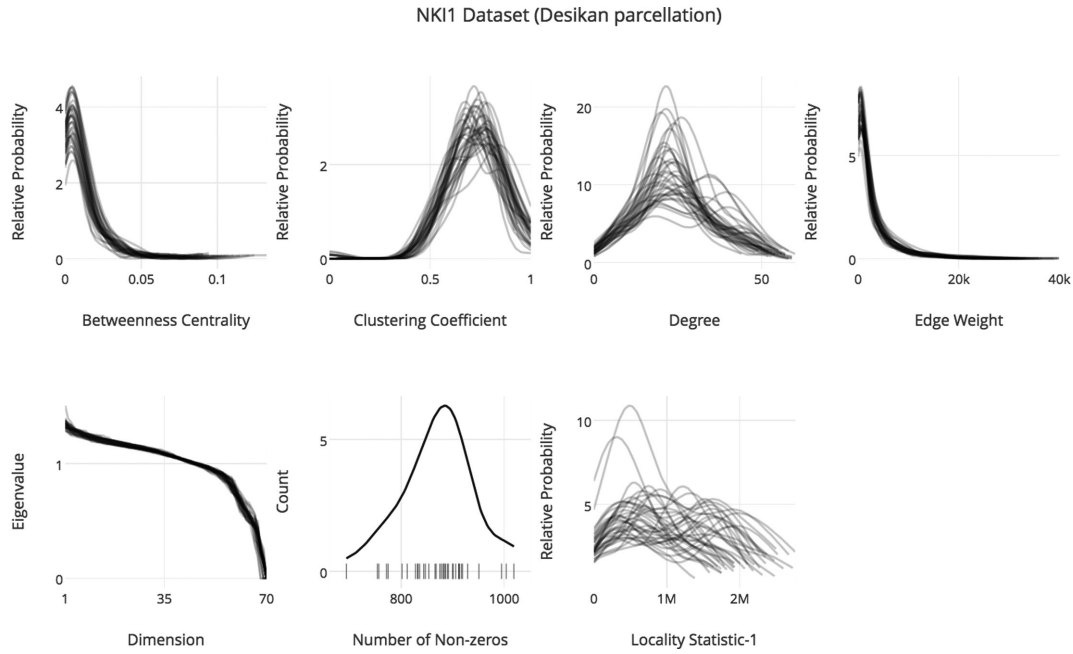 NKI1 Dataset (Desikan parcellation)
Relative Probability
4
2
0
0
0.05
0.1
Betweenness Centrality
Relative Probability
2
0
0
0.5
1
Clustering Coefficient
Relative Probability
20
10
0
0
50
Degree
Relative Probability
5
0
0
20k
40k
Edge Weight
Eigenvalue
1
0
1
35
70
Dimension
Count
5
0
800
1000
Number of Non-zeros
Relative Probability
10
5
0
1M
2M
Locality Statistic-1